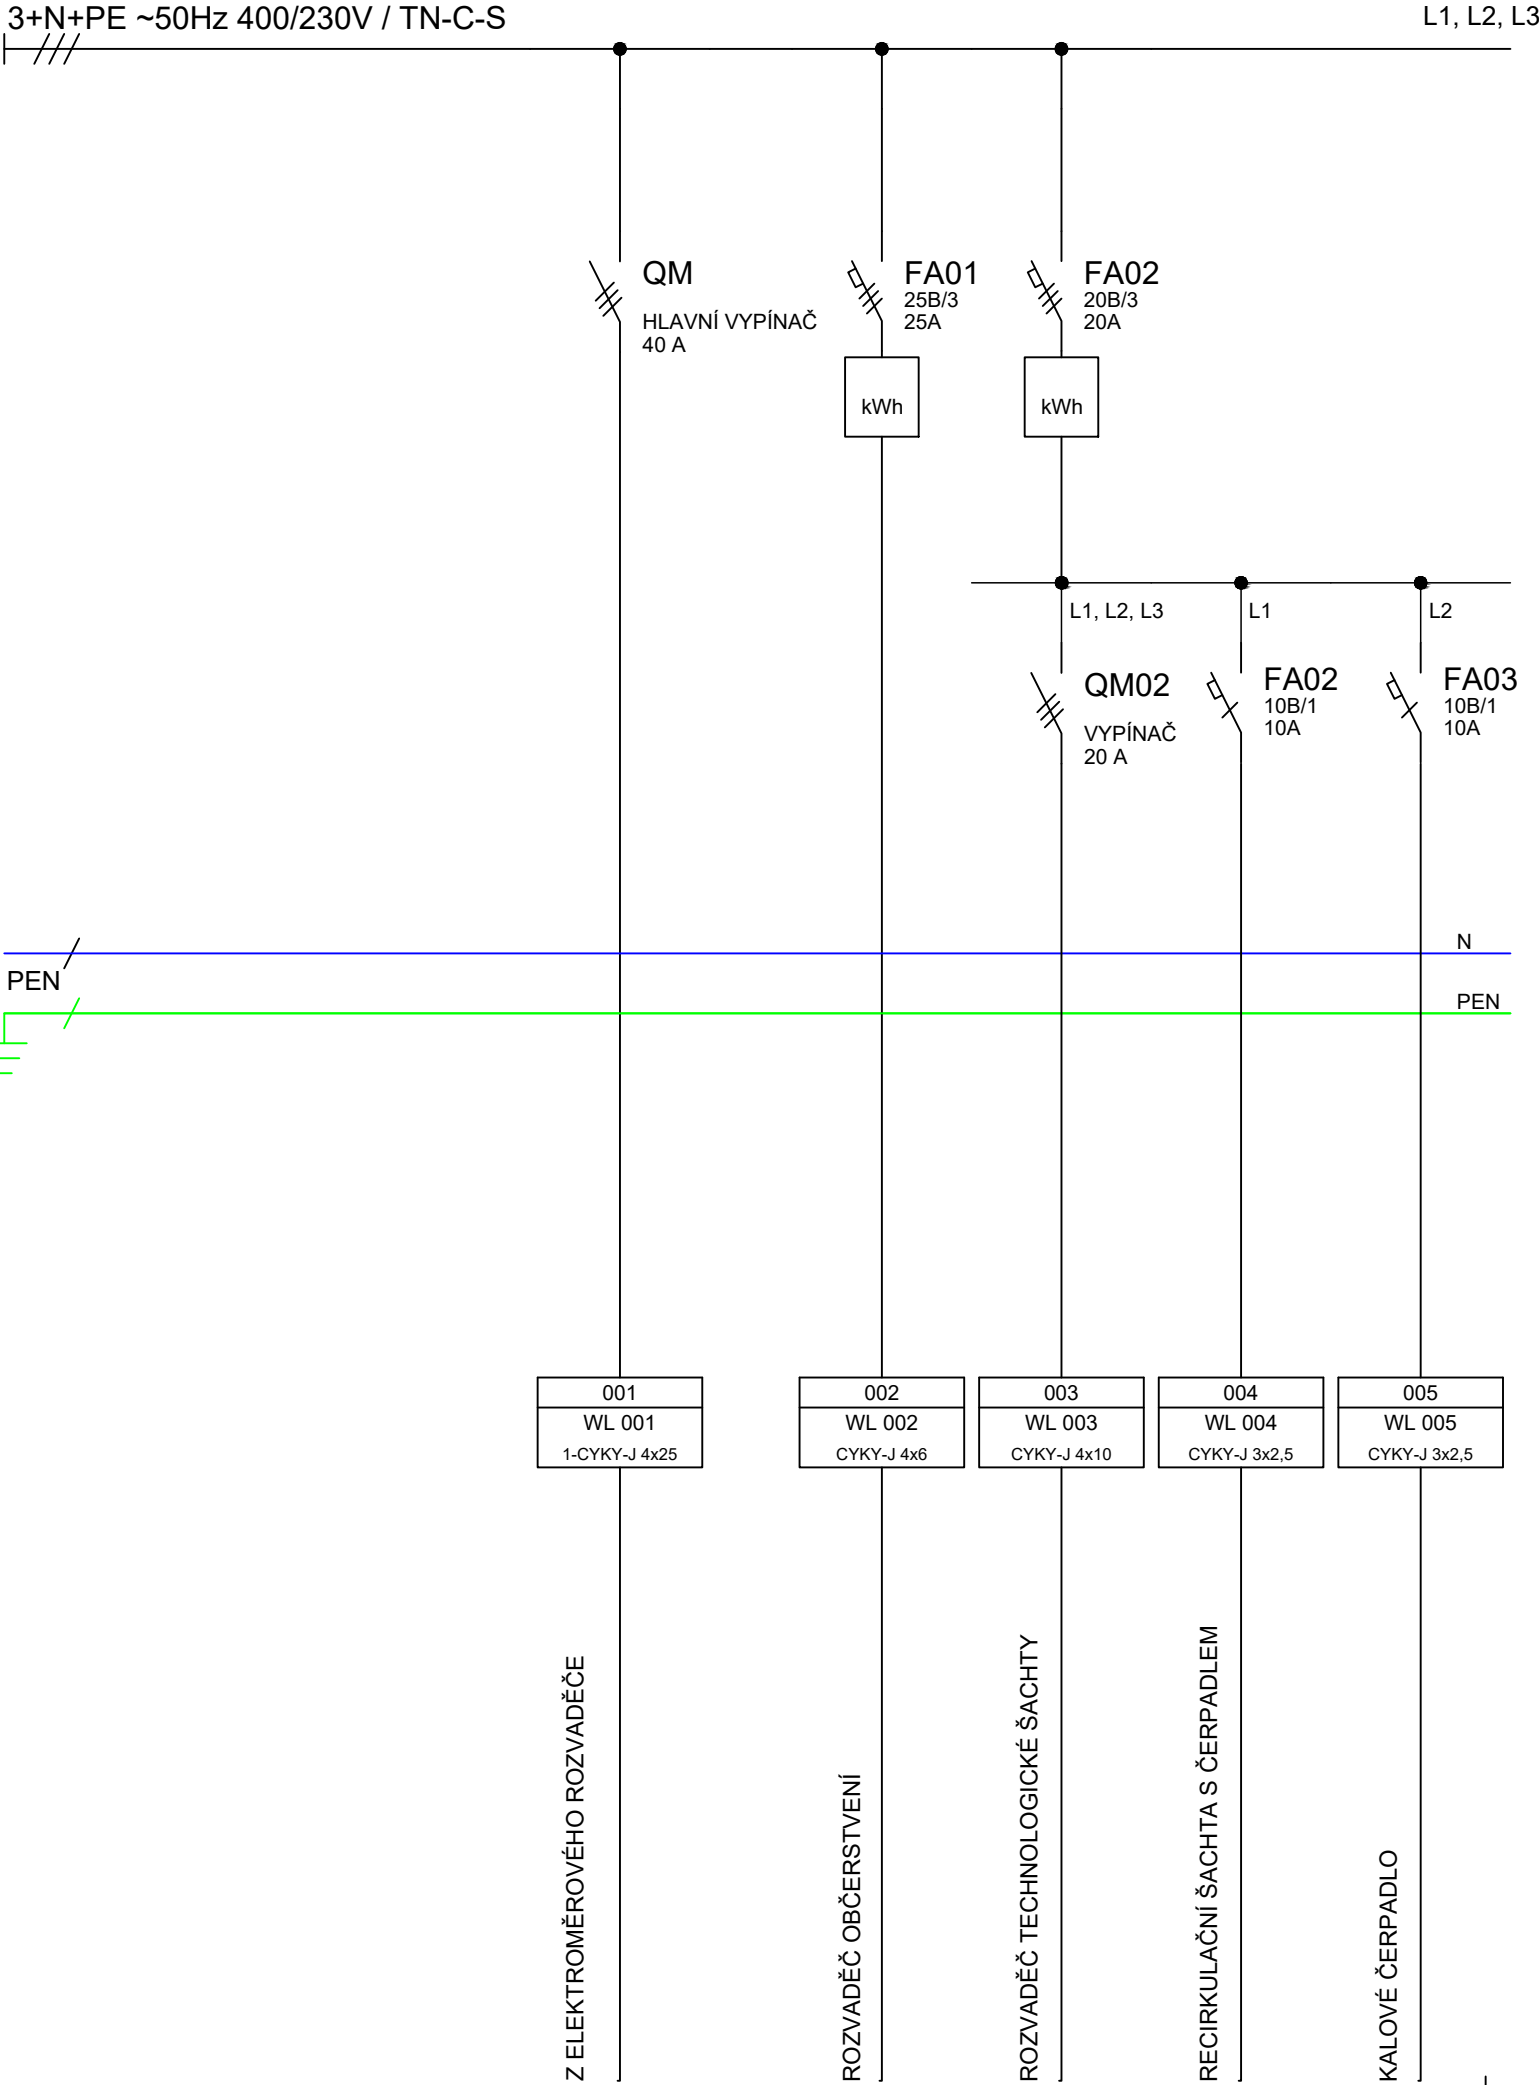 3+N+PE ~50Hz 400/230V / TN-C-S
L1, L2, L3
QM
HLAVNÍ VYPÍNAČ
40 A
FA01
25B/3
25A
FA02
20B/3
20A
kWh
kWh
L1, L2, L3
L1
L2
QM02
VYPÍNAČ
20 A
FA02
10B/1
10A
FA03
10B/1
10A
N
PEN
PEN
001
WL 001
1-CYKY-J 4x25
002
WL 002
CYKY-J 4x6
003
WL 003
CYKY-J 4x10
004
WL 004
CYKY-J 3x2,5
005
WL 005
CYKY-J 3x2,5
Z ELEKTROMĚROVÉHO ROZVADĚČE
ROZVADĚČ OBČERSTVENÍ
ROZVADĚČ TECHNOLOGICKÉ ŠACHTY
RECIRKULAČNÍ ŠACHTA S ČERPADLEM
KALOVÉ ČERPADLO